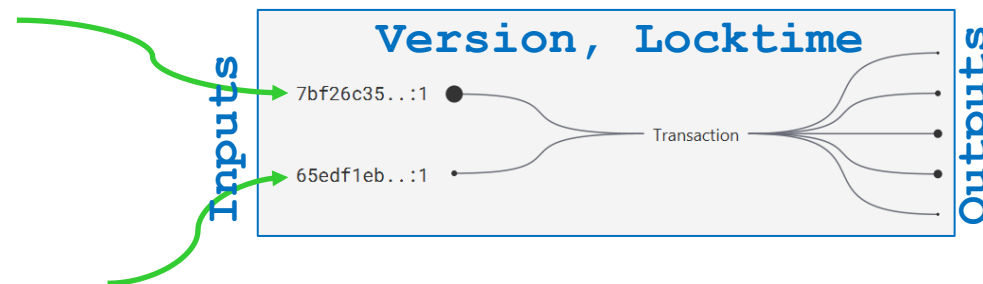 Version, Locktime
Inputs
7bf26c35..:1
Transaction
65edf1eb..:1
Outputs